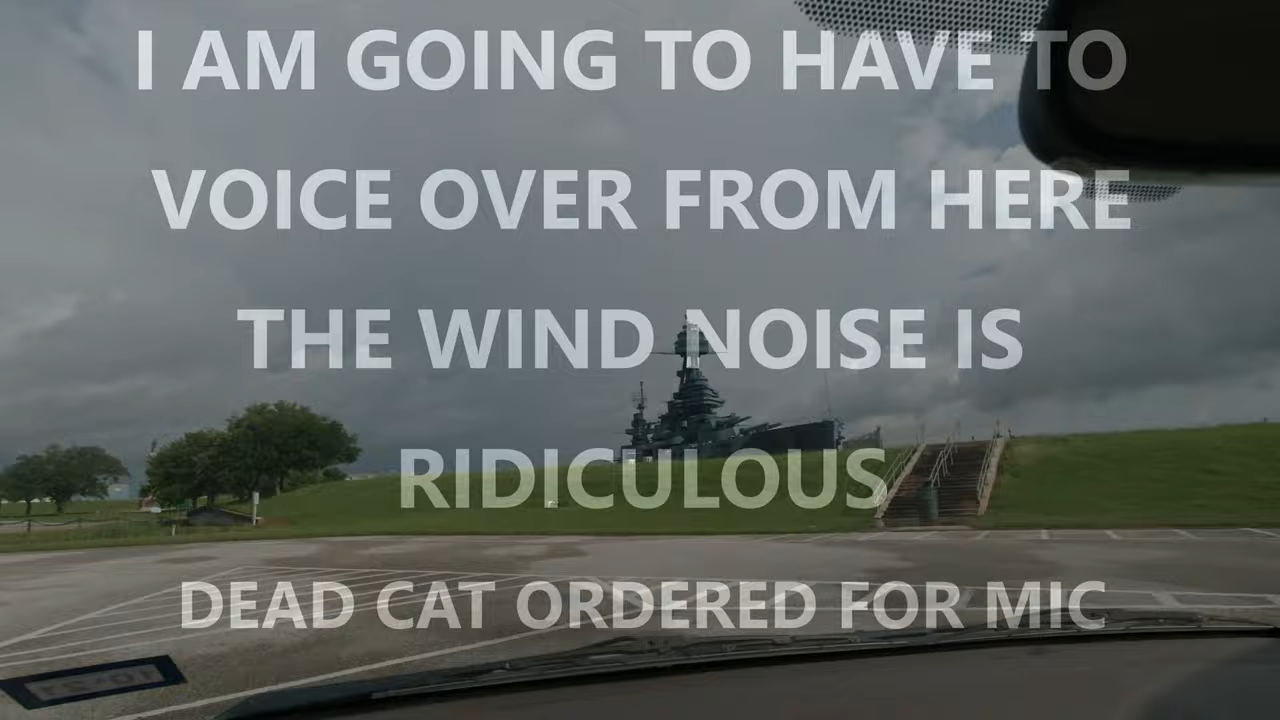 I AM GOING TO HAVE TO
VOICE OVER FROM HERE
THE WIND NOISE IS
RIDICULOUS
DEAD CAT ORDERED FOR MIC